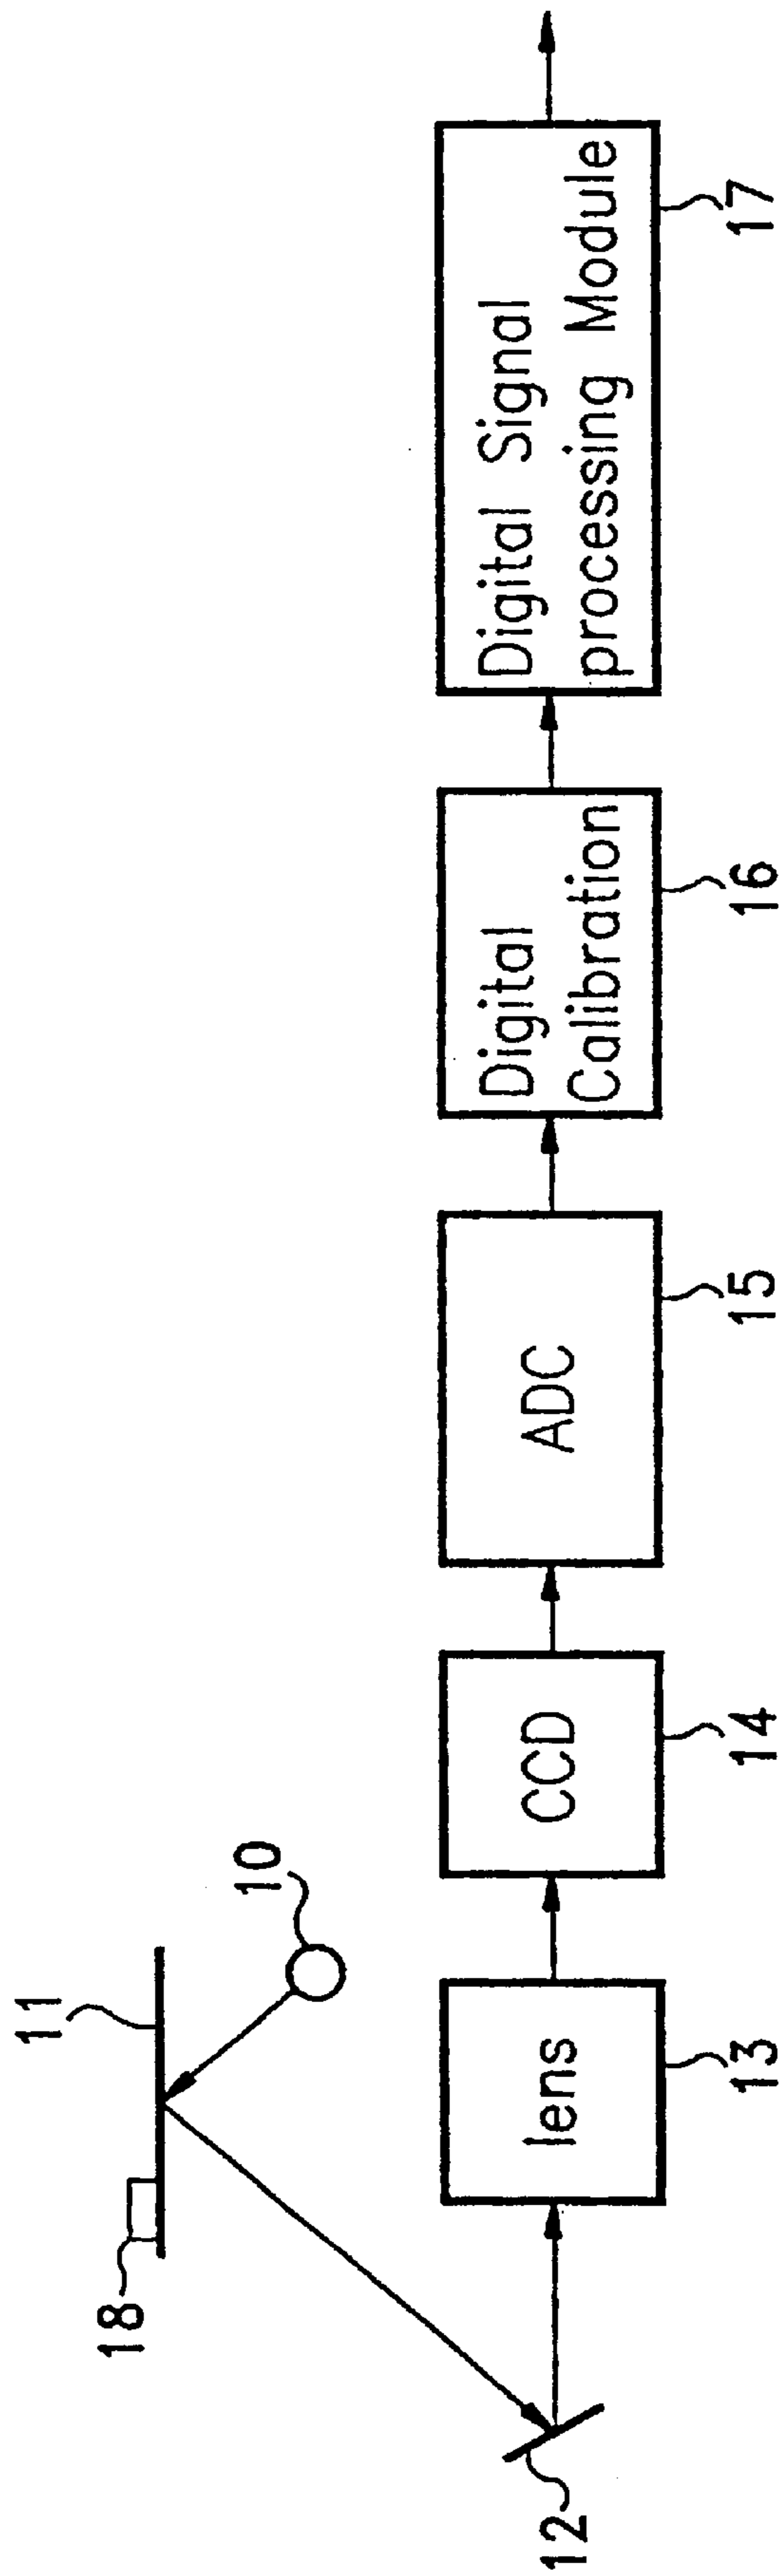 18
11
10
12
lens
13
CCD
14
ADC
15
Digital
Calibration
16
Digital Signal
processing Module
17